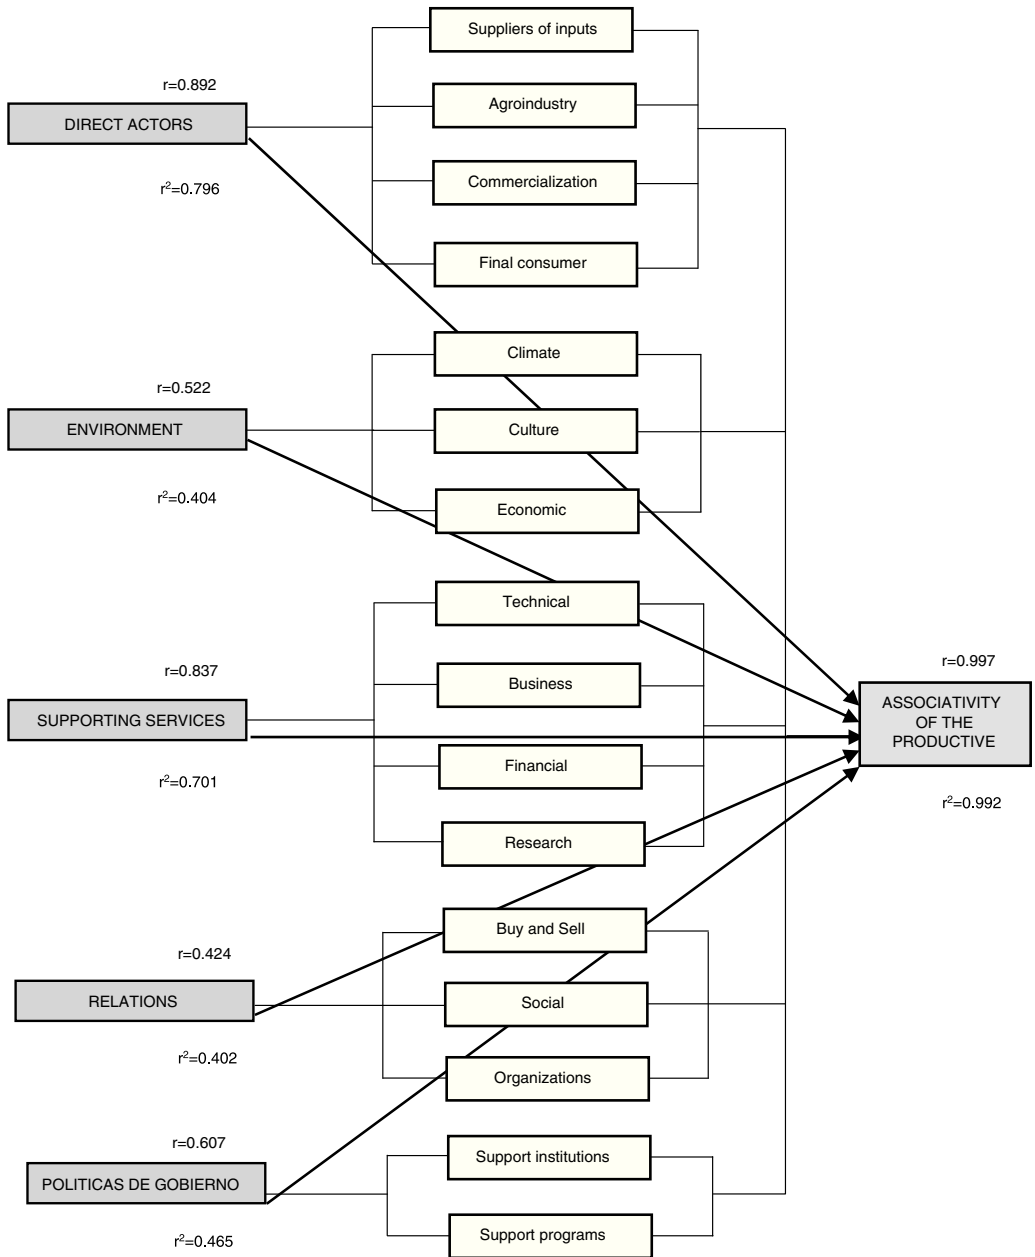 Suppliers of inputs
r=0.892
Agroindustry
DIRECT ACTORS
Commercialization
r²=0.796
Final consumer
Climate
r=0.522
Culture
ENVIRONMENT
r²=0.404
Economic
Technical
r=0.837
Business
SUPPORTING SERVICES
Financial
r²=0.701
Research
r=0.997
ASSOCIATIVITY
OF THE
PRODUCTIVE
r²=0.992
Buy and Sell
r=0.424
RELATIONS
Social
r²=0.402
Organizations
r=0.607
Support institutions
POLITICAS DE GOBIERNO
Support programs
r²=0.465